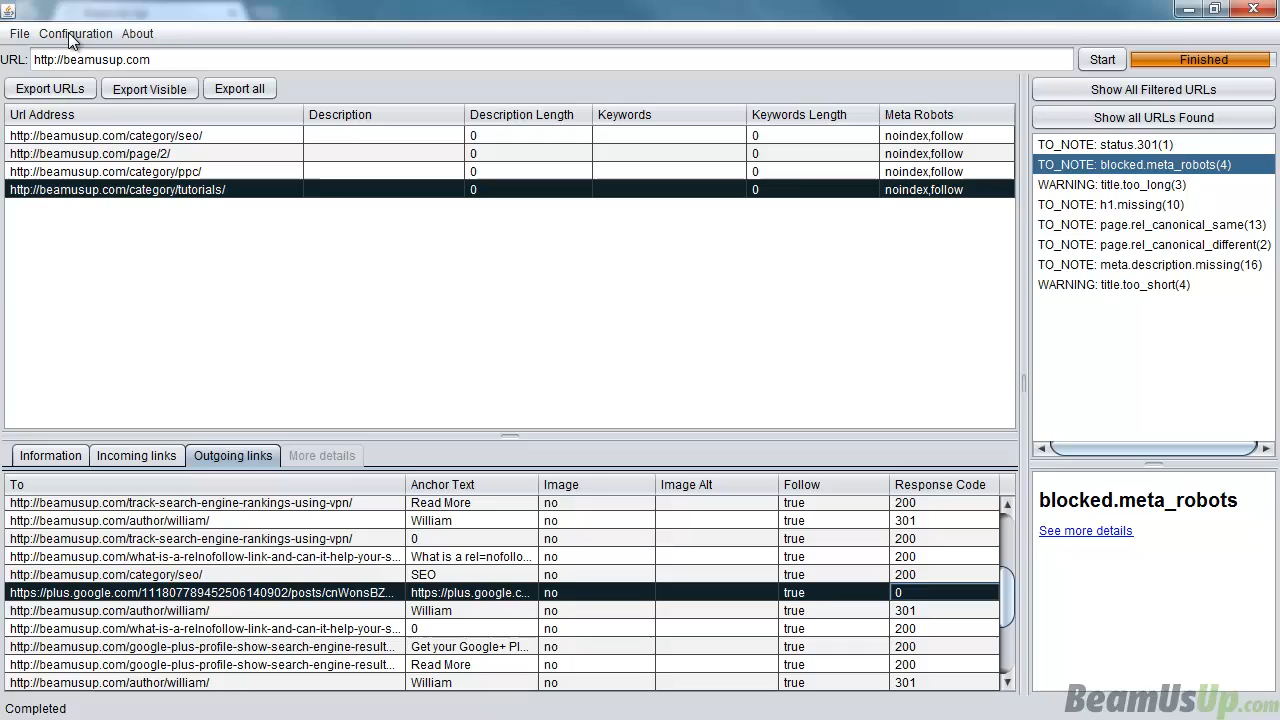 File Configuration About
URL: http://beamusup.com Start Finished
Export URLs Export Visible Export all
Show All Filtered URLs
Show all URLs Found
Url Address Description Description Length Keywords Keywords Length Meta Robots
http://beamusup.com/category/seo/ 0 0 noindex,follow
http://beamusup.com/page/2/ 0 0 noindex,follow
http://beamusup.com/category/ppc/ 0 0 noindex,follow
http://beamusup.com/category/tutorials/ 0 0 noindex,follow
TO_NOTE: status.301(1)
TO_NOTE: blocked.meta_robots(4)
WARNING: title.too_long(3)
TO_NOTE: h1.missing(10)
TO_NOTE: page.rel_canonical_same(13)
TO_NOTE: page.rel_canonical_different(2)
TO_NOTE: meta.description.missing(16)
WARNING: title.too_short(4)
Information Incoming links Outgoing links More details
To Anchor Text Image Image Alt Follow Response Code
http://beamusup.com/track-search-engine-rankings-using-vpn/ Read More no true 200
http://beamusup.com/author/william/ William no true 301
http://beamusup.com/track-search-engine-rankings-using-vpn/ 0 no true 200
http://beamusup.com/what-is-a-relnofollow-link-and-can-it-help-your-s... What is a rel=nofollo... no true 200
http://beamusup.com/category/seo/ SEO no true 200
https://plus.google.com/111807789452506140902/posts/cnWonsBZ... https://plus.google.c... no true 0
http://beamusup.com/author/william/ William no true 301
http://beamusup.com/what-is-a-relnofollow-link-and-can-it-help-your-s... 0 no true 200
http://beamusup.com/google-plus-profile-show-search-engine-result... Get your Google+ Pl... no true 200
http://beamusup.com/google-plus-profile-show-search-engine-result... Read More no true 200
http://beamusup.com/author/william/ William no true 301
blocked.meta_robots
See more details
Completed
BeamUsUp.com